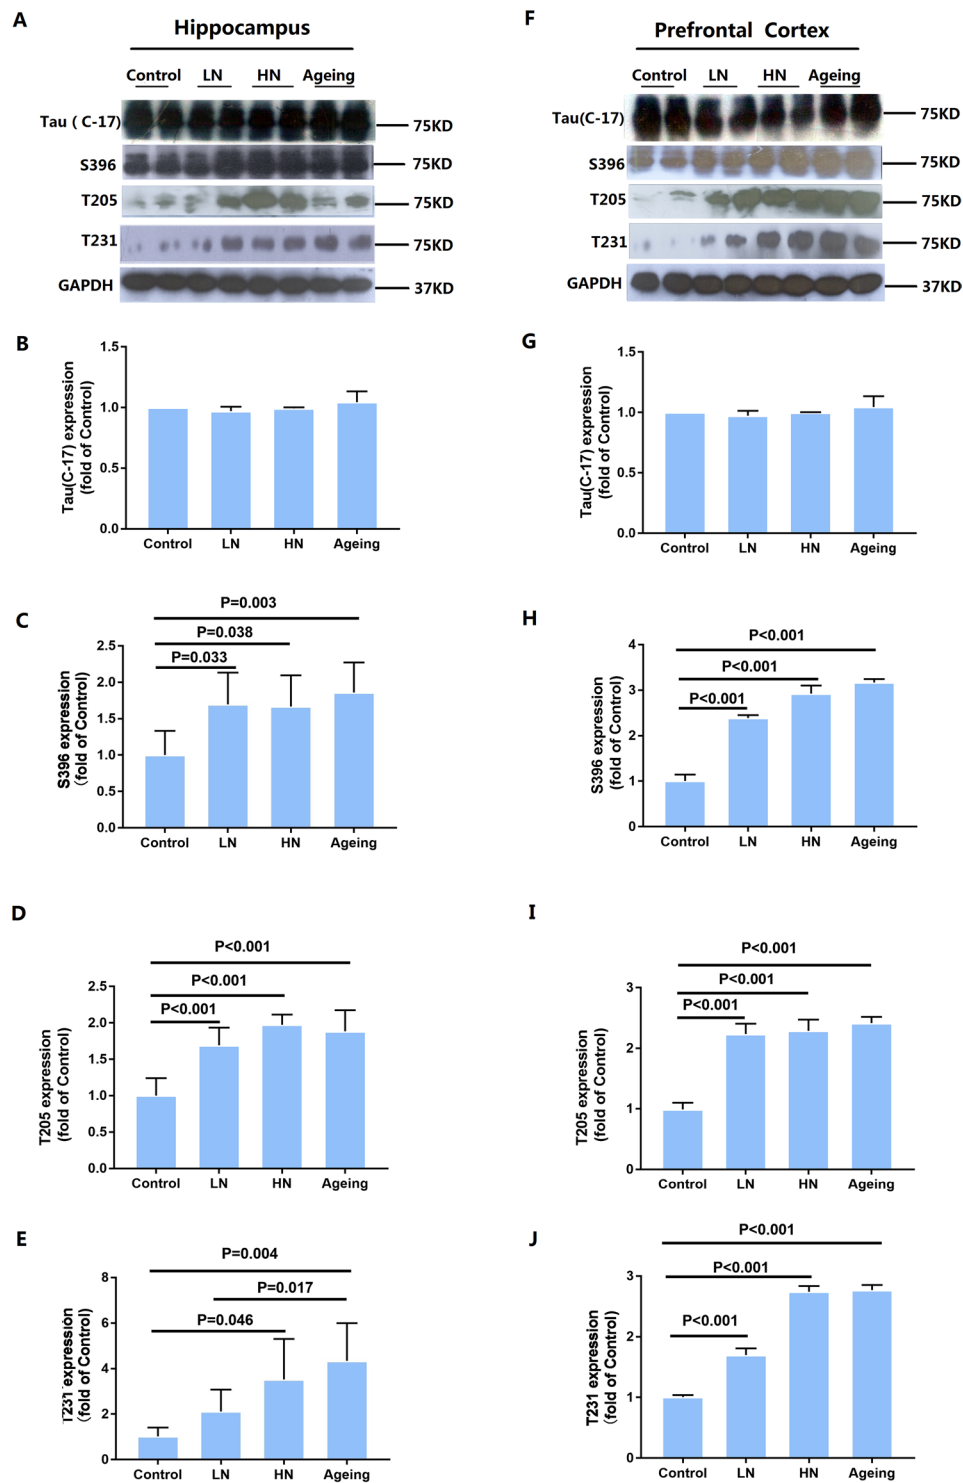 A
Hippocampus
Control LN HN Ageing
Tau ( C-17) 75KD
S396 75KD
T205 75KD
T231 75KD
GAPDH 37KD
F
Prefrontal Cortex
Control LN HN Ageing
Tau(C-17) 75KD
S396 75KD
T205 75KD
T231 75KD
GAPDH 37KD
B
Tau(C-17) expression
(fold of Control)
1.5
1.0
0.5
0.0
Control LN HN Ageing
G
Tau(C-17) expression
(fold of Control)
1.5
1.0
0.5
0.0
Control LN HN Ageing
C
P=0.003
P=0.038
P=0.033
S396 expression
(fold of Control)
2.5
2.0
1.5
1.0
0.5
0.0
Control LN HN Ageing
H
P<0.001
P<0.001
P<0.001
S396 expression
(fold of Control)
4
3
2
1
0
Control LN HN Ageing
D
P<0.001
P<0.001
P<0.001
T205 expression
(fold of Control)
2.5
2.0
1.5
1.0
0.5
0.0
Control LN HN Ageing
I
P<0.001
P<0.001
P<0.001
T205 expression
(fold of Control)
3
2
1
0
Control LN HN Ageing
E
P=0.004
P=0.017
P=0.046
T231 expression
(fold of Control)
8
6
4
2
0
Control LN HN Ageing
J
P<0.001
P<0.001
P<0.001
T231 expression
(fold of Control)
3
2
1
0
Control LN HN Ageing